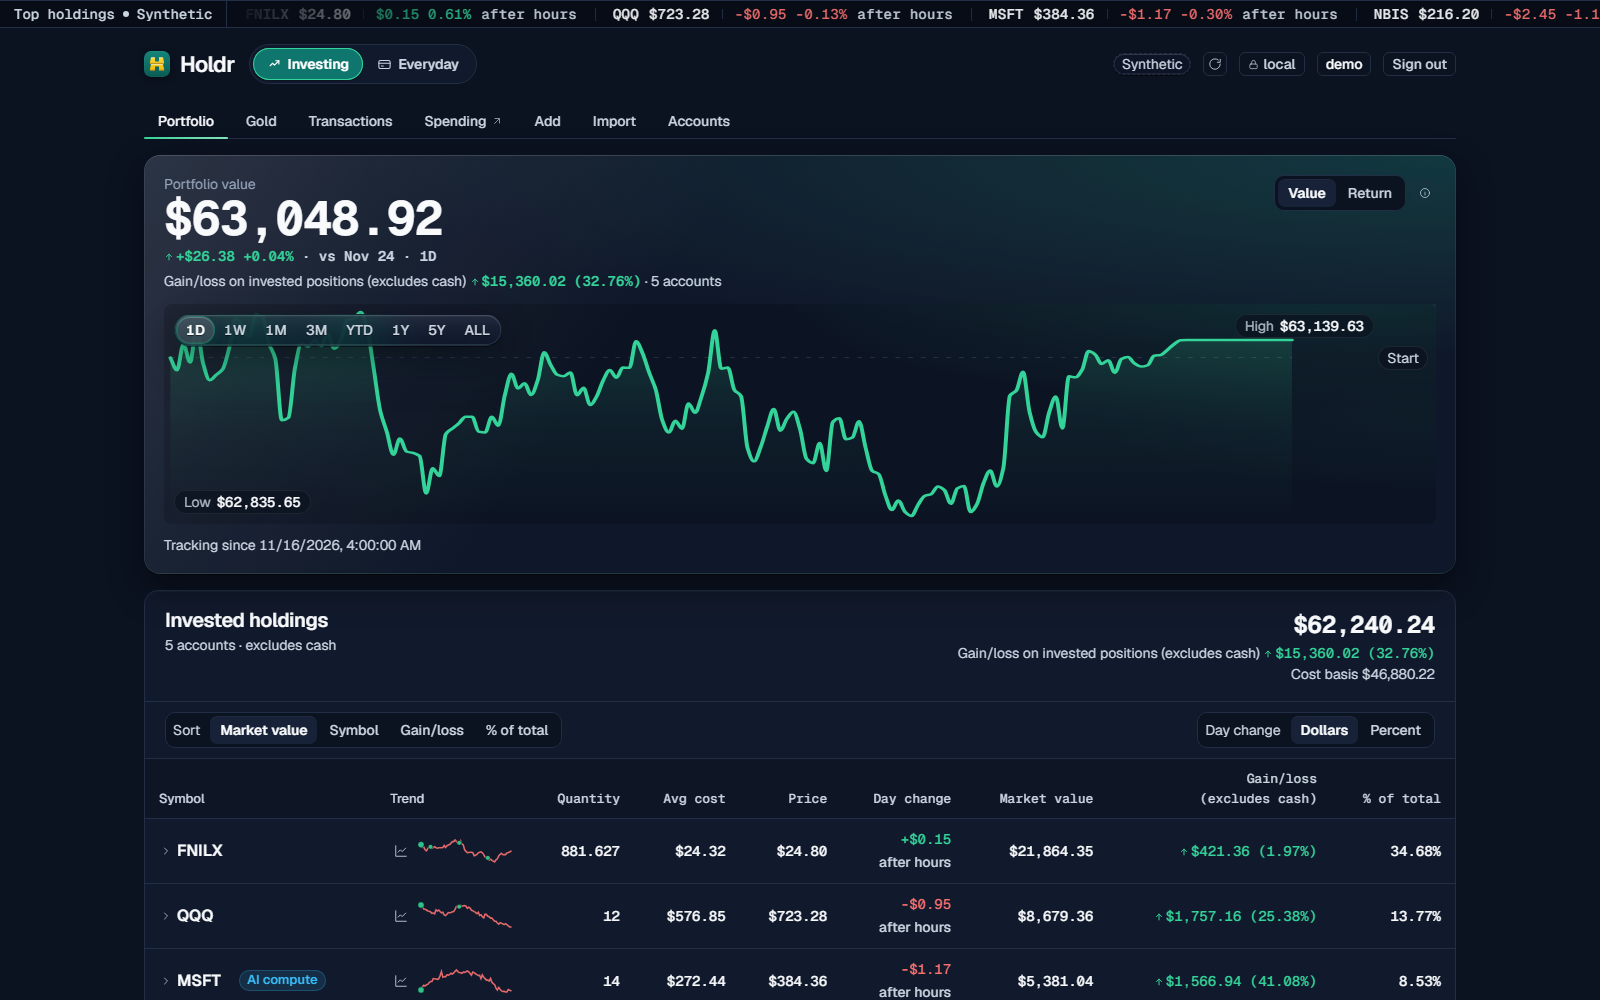 Top holdings • Synthetic FNILX $24.80 $0.15 0.61% after hours QQQ $723.28 -$0.95 -0.13% after hours MSFT $384.36 -$1.17 -0.30% after hours NBIS $216.20 -$2.45 -1.1
Holdr Investing Everyday Synthetic local demo Sign out
Portfolio Gold Transactions Spending ↗ Add Import Accounts
Portfolio value
$63,048.92
Value Return
↑ +$26.38 +0.04% · vs Nov 24 · 1D
Gain/loss on invested positions (excludes cash) ↑ $15,360.02 (32.76%) · 5 accounts
1D 1W 1M 3M YTD 1Y 5Y ALL
High $63,139.63
Start
Low $62,835.65
Tracking since 11/16/2026, 4:00:00 AM
Invested holdings
5 accounts · excludes cash
$62,240.24
Gain/loss on invested positions (excludes cash) ↑ $15,360.02 (32.76%)
Cost basis $46,880.22
Sort Market value Symbol Gain/loss % of total Day change Dollars Percent
Symbol Trend Quantity Avg cost Price Day change Market value Gain/loss (excludes cash) % of total
FNILX 881.627 $24.32 $24.80 +$0.15 after hours $21,864.35 ↑ $421.36 (1.97%) 34.68%
QQQ 12 $576.85 $723.28 -$0.95 after hours $8,679.36 ↑ $1,757.16 (25.38%) 13.77%
MSFT AI compute 14 $272.44 $384.36 -$1.17 after hours $5,381.04 ↑ $1,566.94 (41.08%) 8.53%